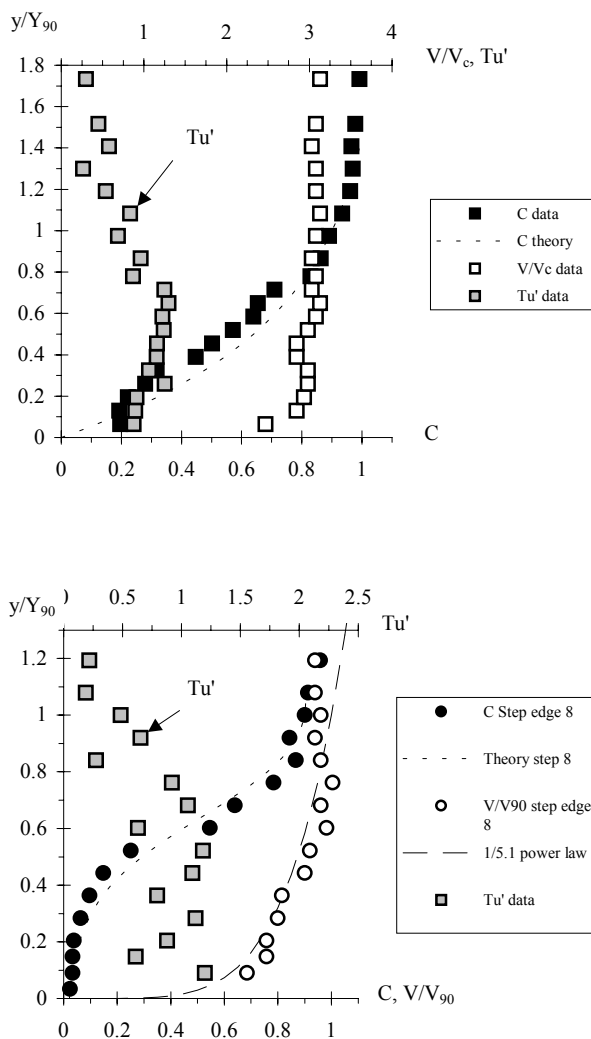 y/Y90
1 2 3 4
V/Vc, Tu'
1.8
1.6
1.4
1.2
1
0.8
0.6
0.4
0.2
0
Tu'
C data
C theory
V/Vc data
Tu' data
C
0 0.2 0.4 0.6 0.8 1
y/Y90
0 0.5 1 1.5 2 2.5
Tu'
1.2
1
0.8
0.6
0.4
0.2
0
Tu'
C Step edge 8
Theory step 8
V/V90 step edge
8
1/5.1 power law
Tu' data
C, V/V90
0 0.2 0.4 0.6 0.8 1